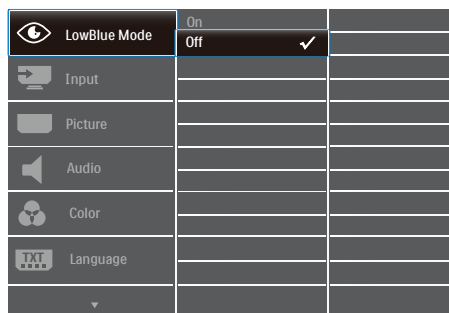 LowBlue Mode
On
Off
Input
Picture
Audio
Color
TXT
Language